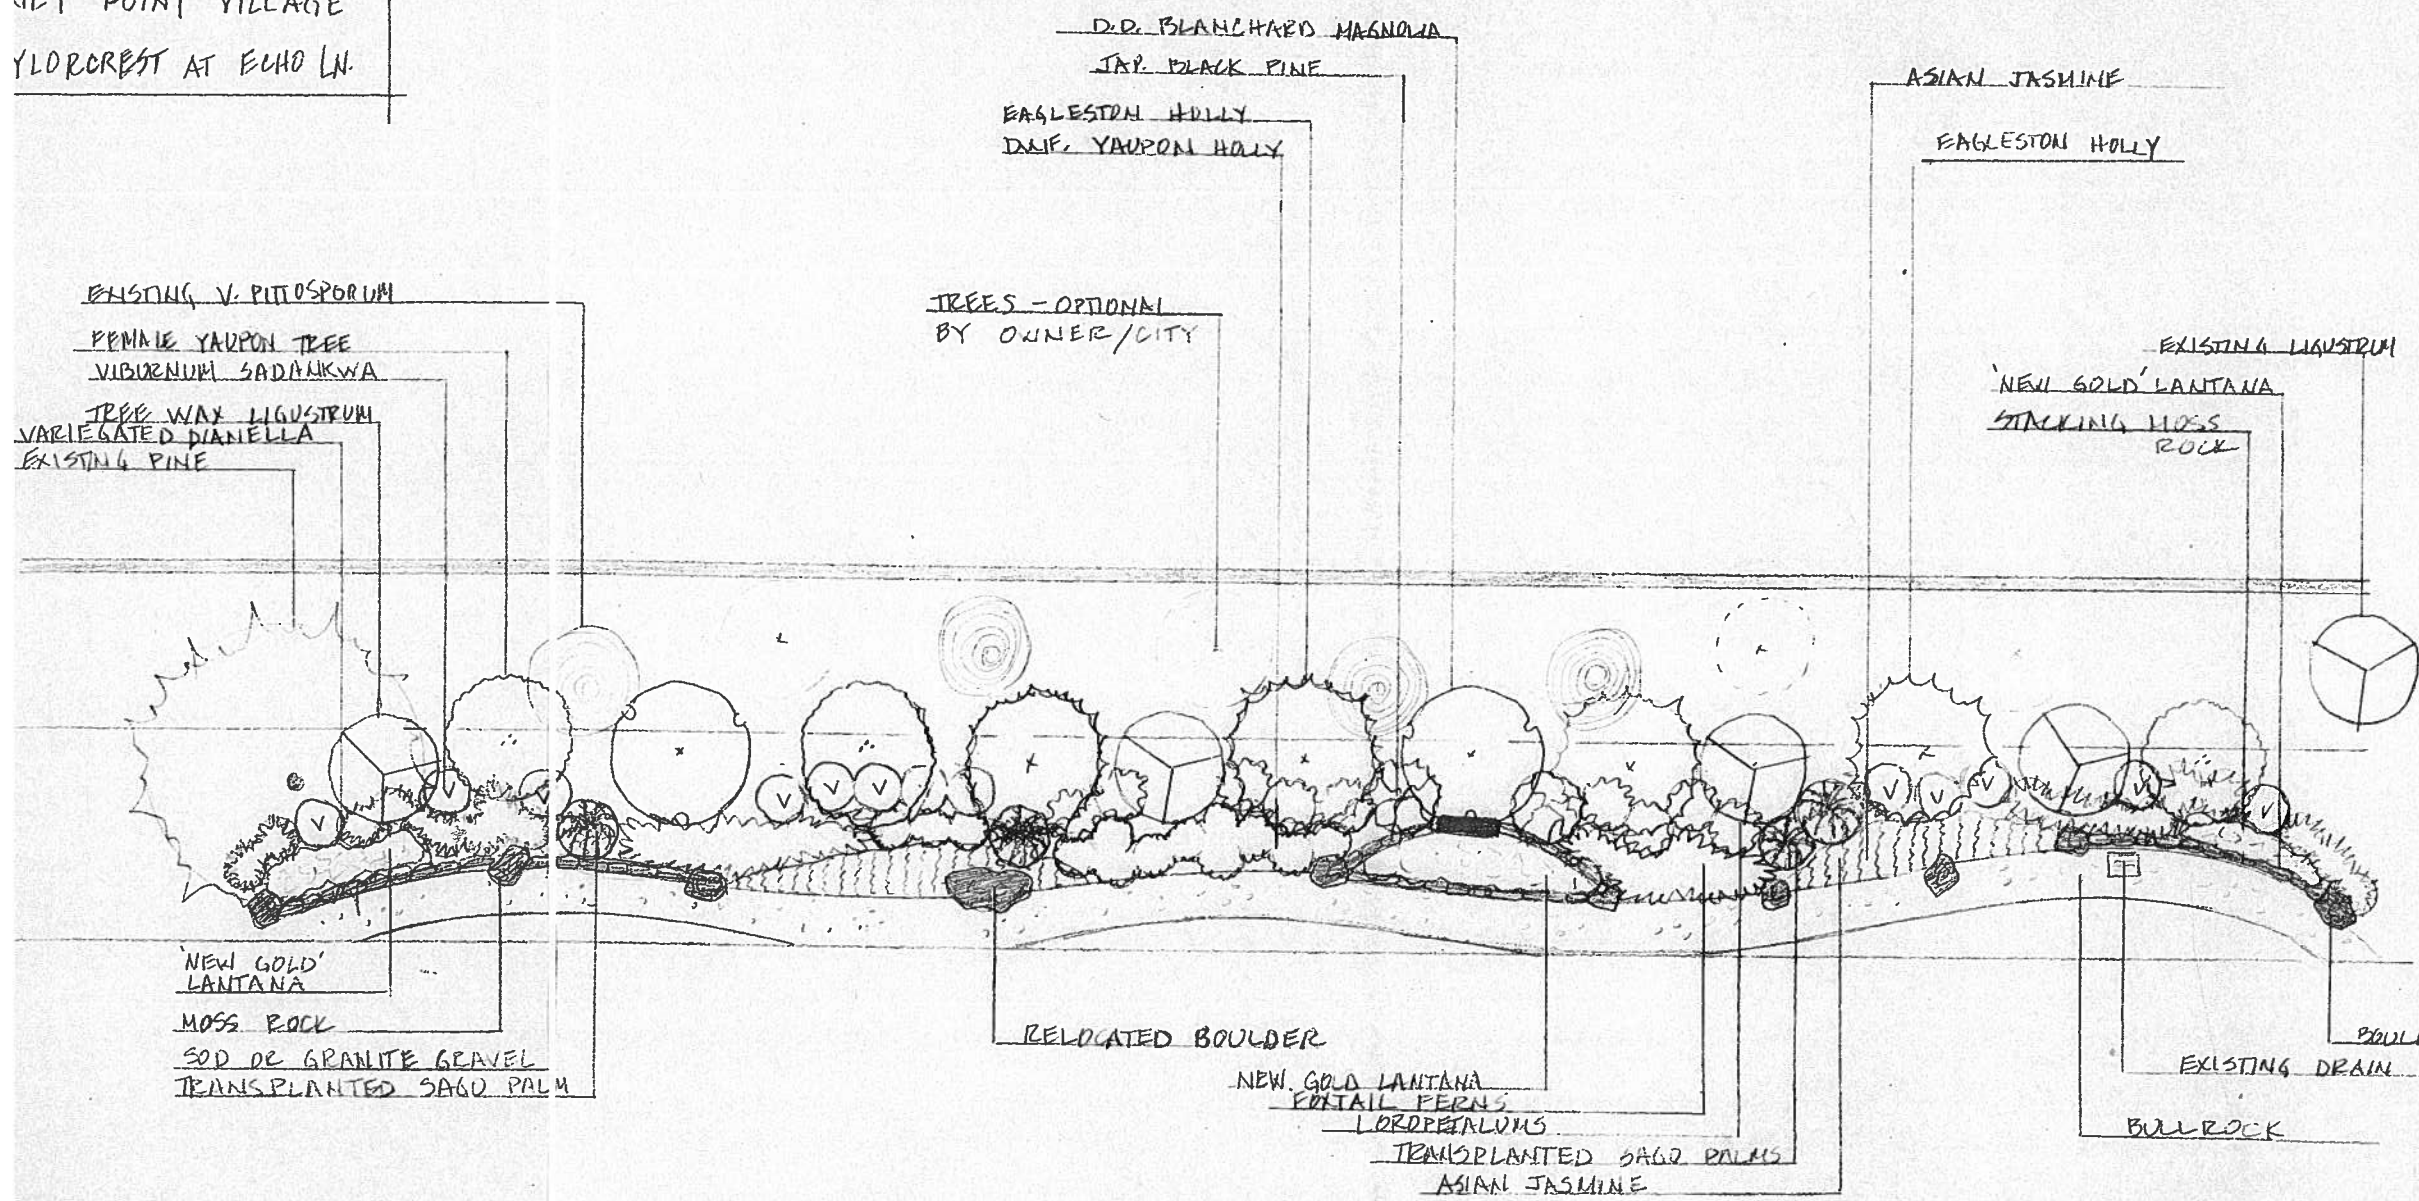 POINT VILLAGE
YLORCREST AT ECHO LN.
D.D. BLANCHARD MAGNOLIA
JAP. BLACK PINE
EAGLESTON HOLLY
DWF. YAUPON HOLLY
ASIAN JASMINE
EAGLESTON HOLLY
EXISTING V. PITTOSPORUM
FEMALE YAUPON TREE
VIBURNUM SADANKWA
TREE WAX LIGUSTRUM
VARIEGATED DIANELLA
EXISTING PINE
TREES - OPTIONAL
BY OWNER/CITY
EXISTING LIGUSTRUM
'NEW GOLD' LANTANA
STACKING MOSS
ROCK
'NEW GOLD'
LANTANA
MOSS ROCK
SOD OR GRANITE GRAVEL
TRANSPLANTED SAGO PALM
RELOCATED BOULDER
NEW GOLD LANTANA
FOXTAIL FERNS
LOROPETALUMS
TRANSPLANTED SAGO PALMS
ASIAN JASMINE
BOUL
EXISTING DRAIN
BULLROCK